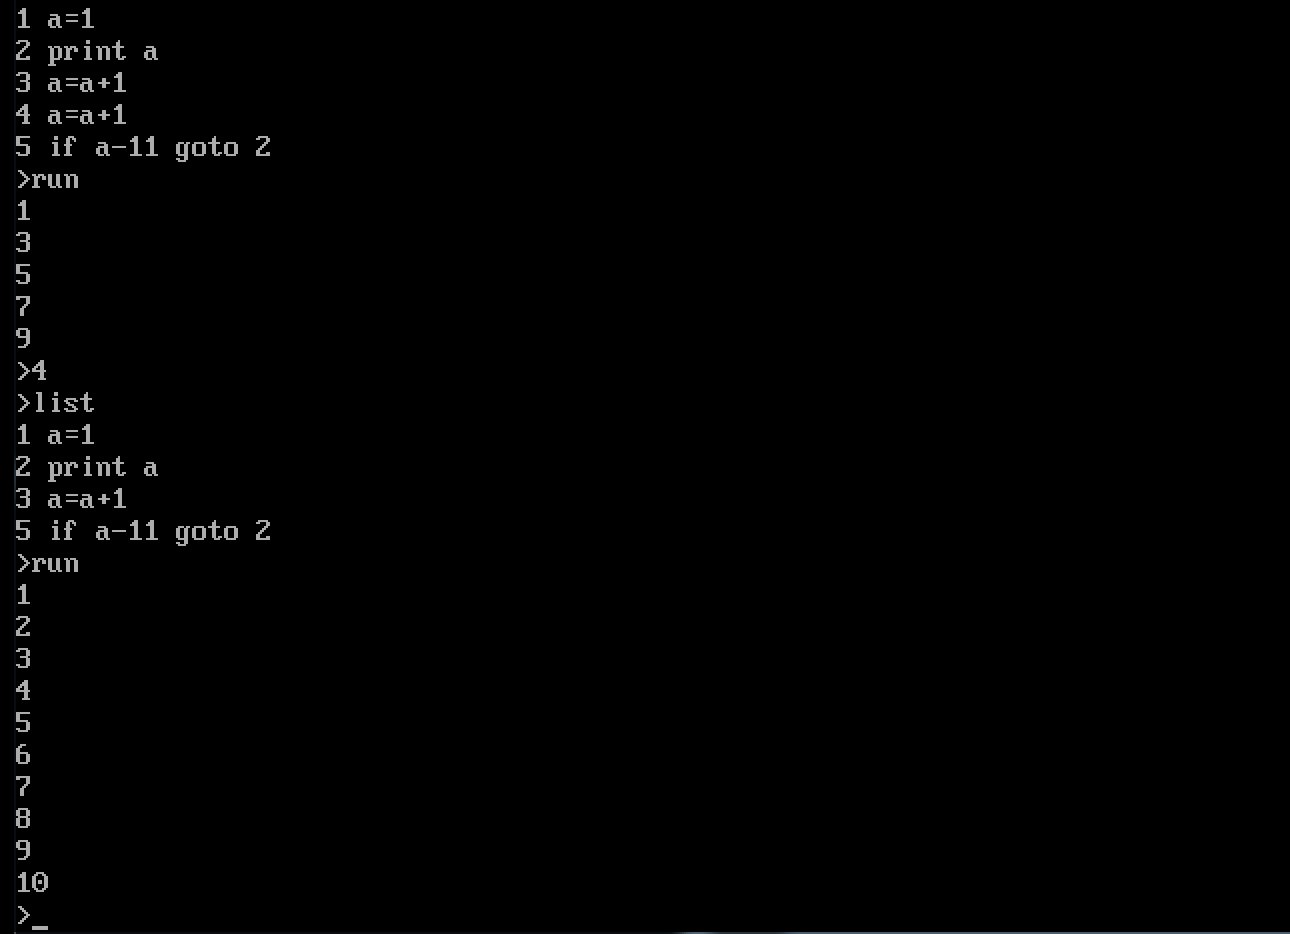 1 a=1
2 print a
3 a=a+1
4 a=a+1
5 if a-11 goto 2
>run
1
3
5
7
9
>4
>list
1 a=1
2 print a
3 a=a+1
5 if a-11 goto 2
>run
1
2
3
4
5
6
7
8
9
10
>_